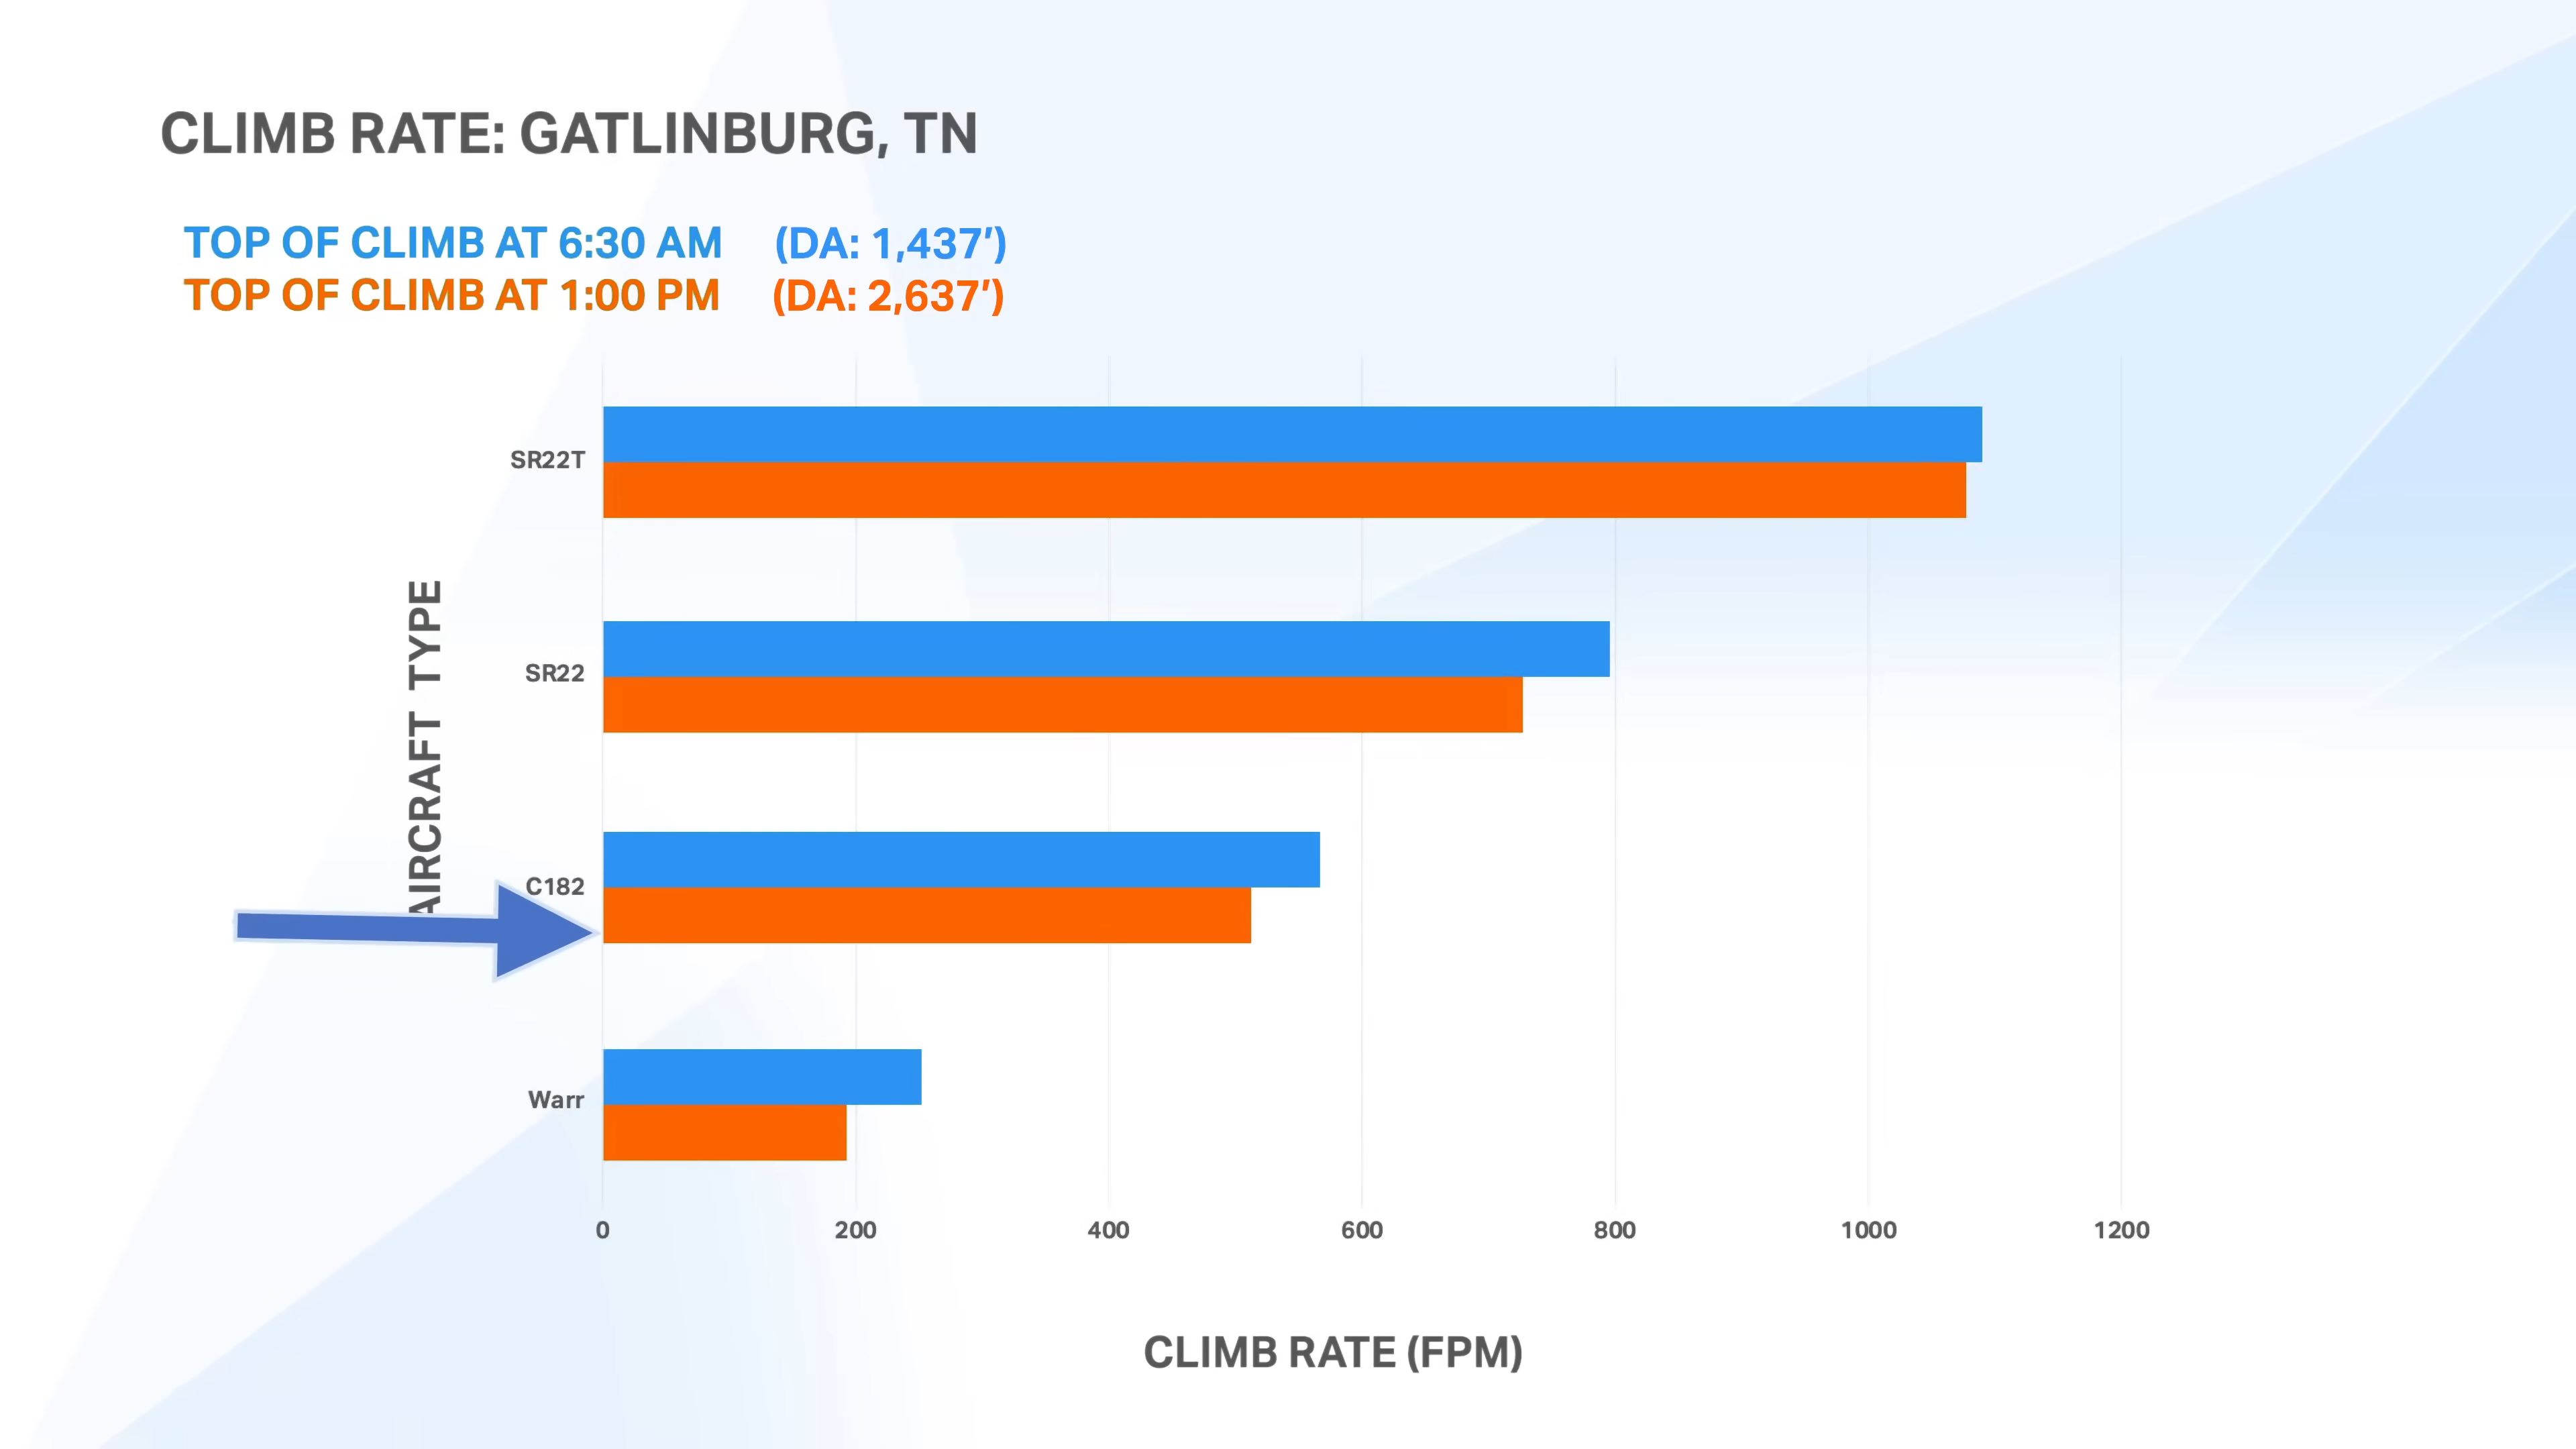 CLIMB RATE: GATLINBURG, TN
TOP OF CLIMB AT 6:30 AM (DA: 1,437′)
TOP OF CLIMB AT 1:00 PM (DA: 2,637′)
AIRCRAFT TYPE
SR22T
SR22
C182
Warr
0 200 400 600 800 1000 1200
CLIMB RATE (FPM)